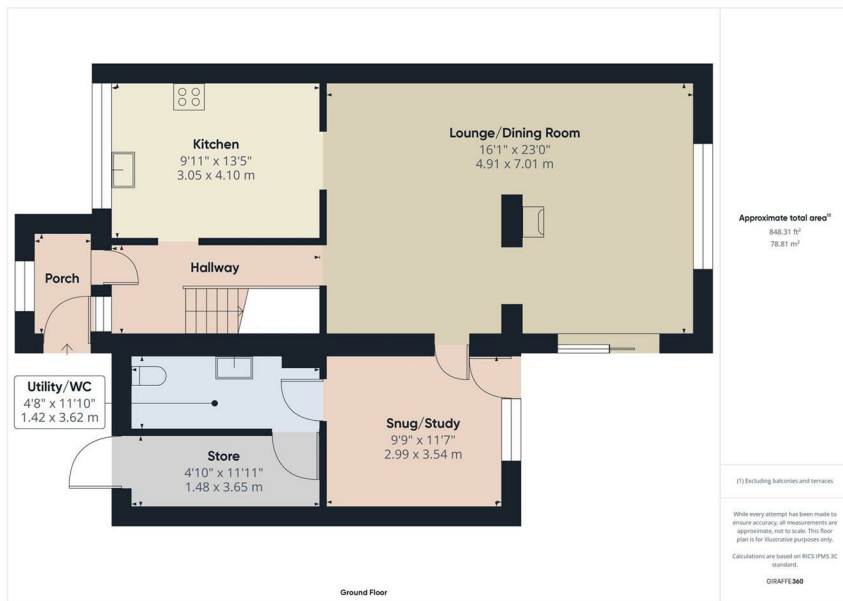 Kitchen
9'11" x 13'5"
3.05 x 4.10 m
Lounge/Dining Room
16'1" x 23'0"
4.91 x 7.01 m
Porch
Hallway
Utility/WC
4'8" x 11'10"
1.42 x 3.62 m
Snug/Study
9'9" x 11'7"
2.99 x 3.54 m
Store
4'10" x 11'11"
1.48 x 3.65 m
Ground Floor
Approximate total area⁽¹⁾
848.31 ft²
78.81 m²
(1) Excluding balconies and terraces
While every attempt has been made to
ensure accuracy, all measurements are
approximate, not to scale. This floor
plan is for illustrative purposes only.
Calculations are based on RICS IPMS 3C
standard.
GIRAFFE360